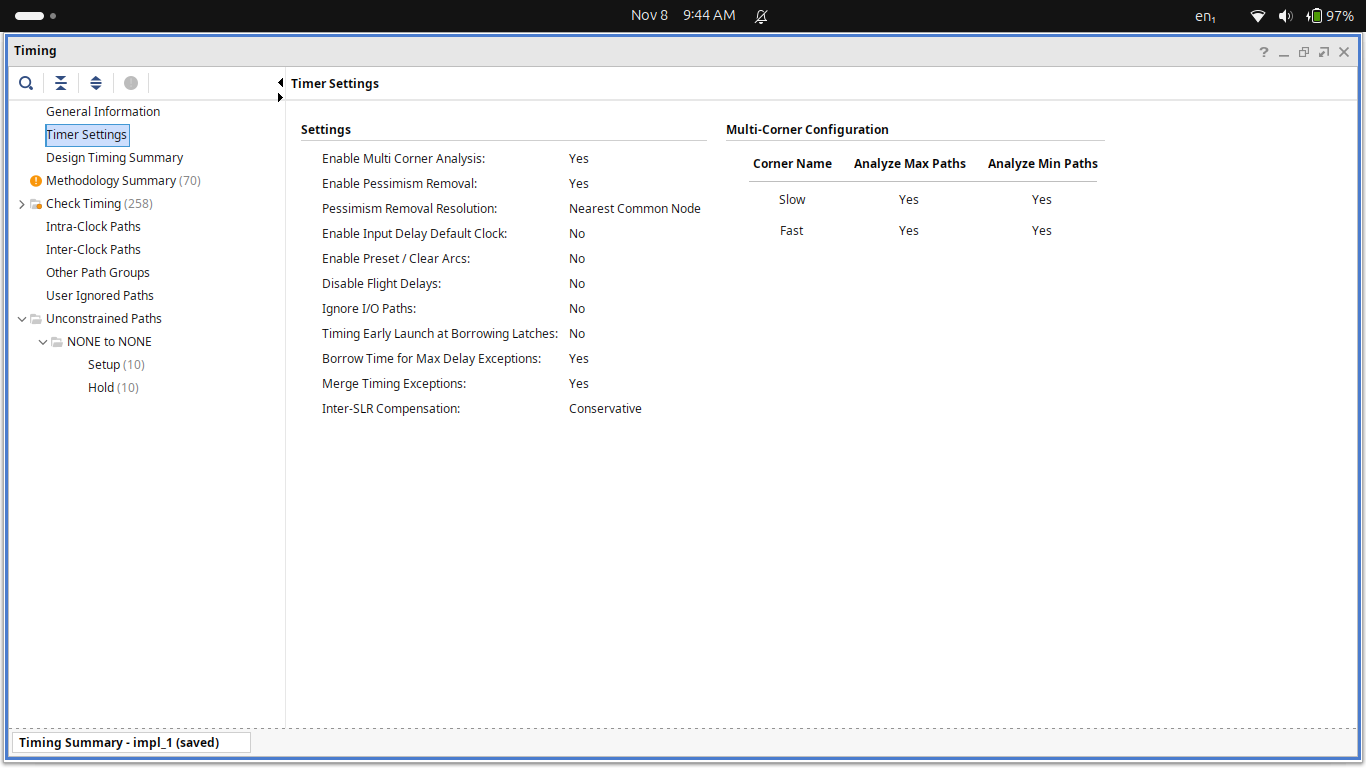 Nov 8 9:44 AM en₁ 97%
Timing
Timer Settings
General Information
Timer Settings
Design Timing Summary
Methodology Summary (70)
Check Timing (258)
Intra-Clock Paths
Inter-Clock Paths
Other Path Groups
User Ignored Paths
Unconstrained Paths
NONE to NONE
Setup (10)
Hold (10)
Settings
Enable Multi Corner Analysis: Yes
Enable Pessimism Removal: Yes
Pessimism Removal Resolution: Nearest Common Node
Enable Input Delay Default Clock: No
Enable Preset / Clear Arcs: No
Disable Flight Delays: No
Ignore I/O Paths: No
Timing Early Launch at Borrowing Latches: No
Borrow Time for Max Delay Exceptions: Yes
Merge Timing Exceptions: Yes
Inter-SLR Compensation: Conservative
Multi-Corner Configuration
Corner Name Analyze Max Paths Analyze Min Paths
Slow Yes Yes
Fast Yes Yes
Timing Summary - impl_1 (saved)